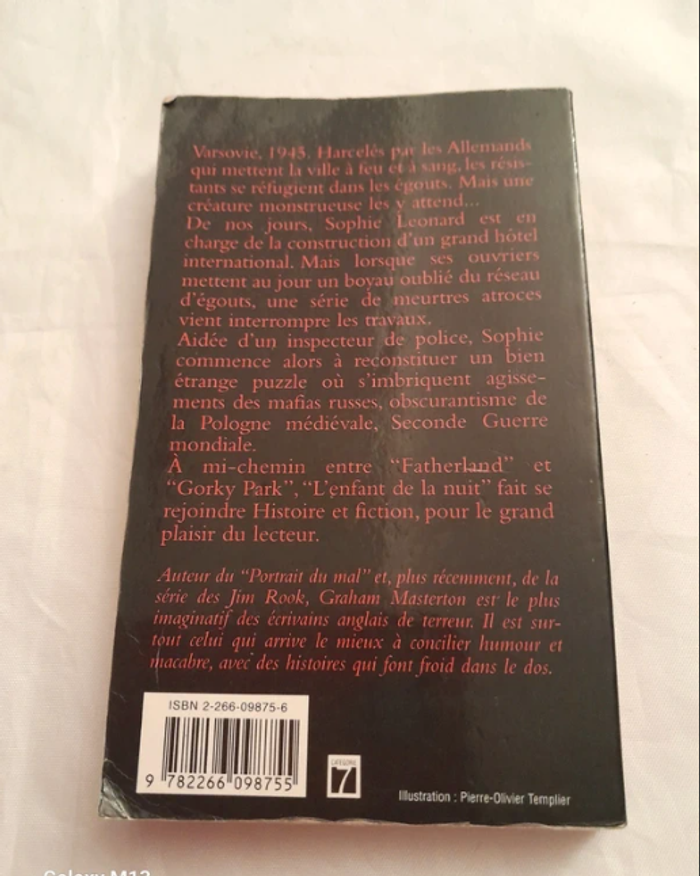 Varsovie, 1945. Harcelés par les Allemands
qui mettent la ville à feu et à sang, les résis-
tants se réfugient dans les égouts. Mais une
créature monstrueuse les y attend...
De nos jours, Sophie Leonard est en
charge de la construction d'un grand hôtel
international. Mais lorsque ses ouvriers
mettent au jour un boyau oublié du réseau
d'égouts, une série de meurtres atroces
vient interrompre les travaux.
Aidée d'un inspecteur de police, Sophie
commence alors à reconstituer un bien
étrange puzzle où s'imbriquent agisse-
ments des mafias russes, obscurantisme de
la Pologne médiévale, Seconde Guerre
mondiale.
À mi-chemin entre "Fatherland" et
"Gorky Park", "L'enfant de la nuit" fait se
rejoindre Histoire et fiction, pour le grand
plaisir du lecteur.
Auteur du "Portrait du mal" et, plus récemment, de la
série des Jim Rook, Graham Masterton est le plus
imaginatif des écrivains anglais de terreur. Il est sur-
tout celui qui arrive le mieux à concilier humour et
macabre, avec des histoires qui font froid dans le dos.
ISBN 2-266-09875-6
9 782266 098755
CATÉGORIE
7
Illustration : Pierre-Olivier Templier